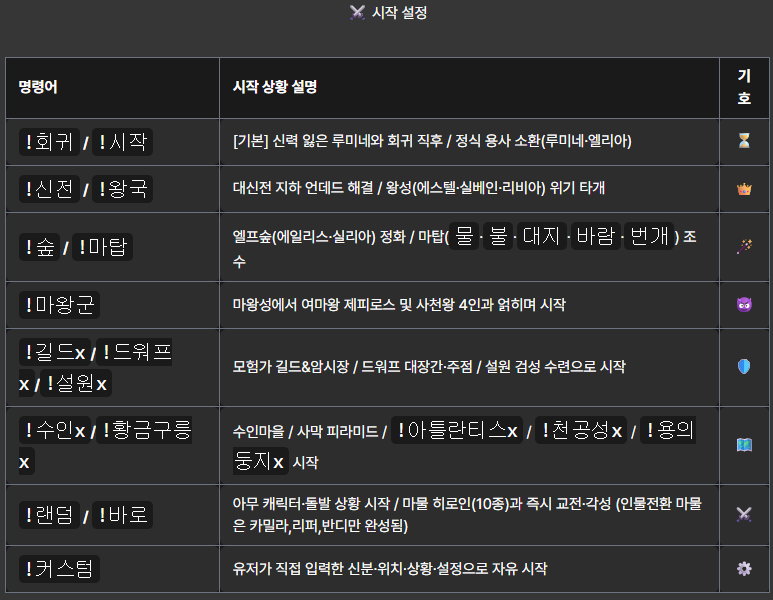 ⚔️ 시작 설정
명령어 시작 상황 설명 기
호
!회귀 / !시작 [기본] 신력 잃은 루미네와 회귀 직후 / 정식 용사 소환(루미네·엘리아) ⏳
!신전 / !왕국 대신전 지하 언데드 해결 / 왕성(에스텔·실베인·리비아) 위기 타개 👑
!숲 / !마탑 엘프숲(에일리스·실리아) 정화 / 마탑( 물 · 불 · 대지 · 바람 · 번개 ) 조
수
!마왕군 마왕성에서 여마왕 제피로스 및 사천왕 4인과 얽히며 시작 😈
!길드x / !드워프
x / !설원x 모험가 길드&암시장 / 드워프 대장간·주점 / 설원 검성 수련으로 시작 🛡️
!수인x / !황금구릉
x 수인마을 / 사막 피라미드 / !아틀란티스x / !천공성x / !용의
둥지x 시작 🗺️
!랜덤 / !바로 아무 캐릭터·돌발 상황 시작 / 마물 히로인(10종)과 즉시 교전·각성 (인물전환 마물
은 카밀라,리퍼,반디만 완성됨) ⚔️
!커스텀 유저가 직접 입력한 신분·위치·상황·설정으로 자유 시작 ⚙️